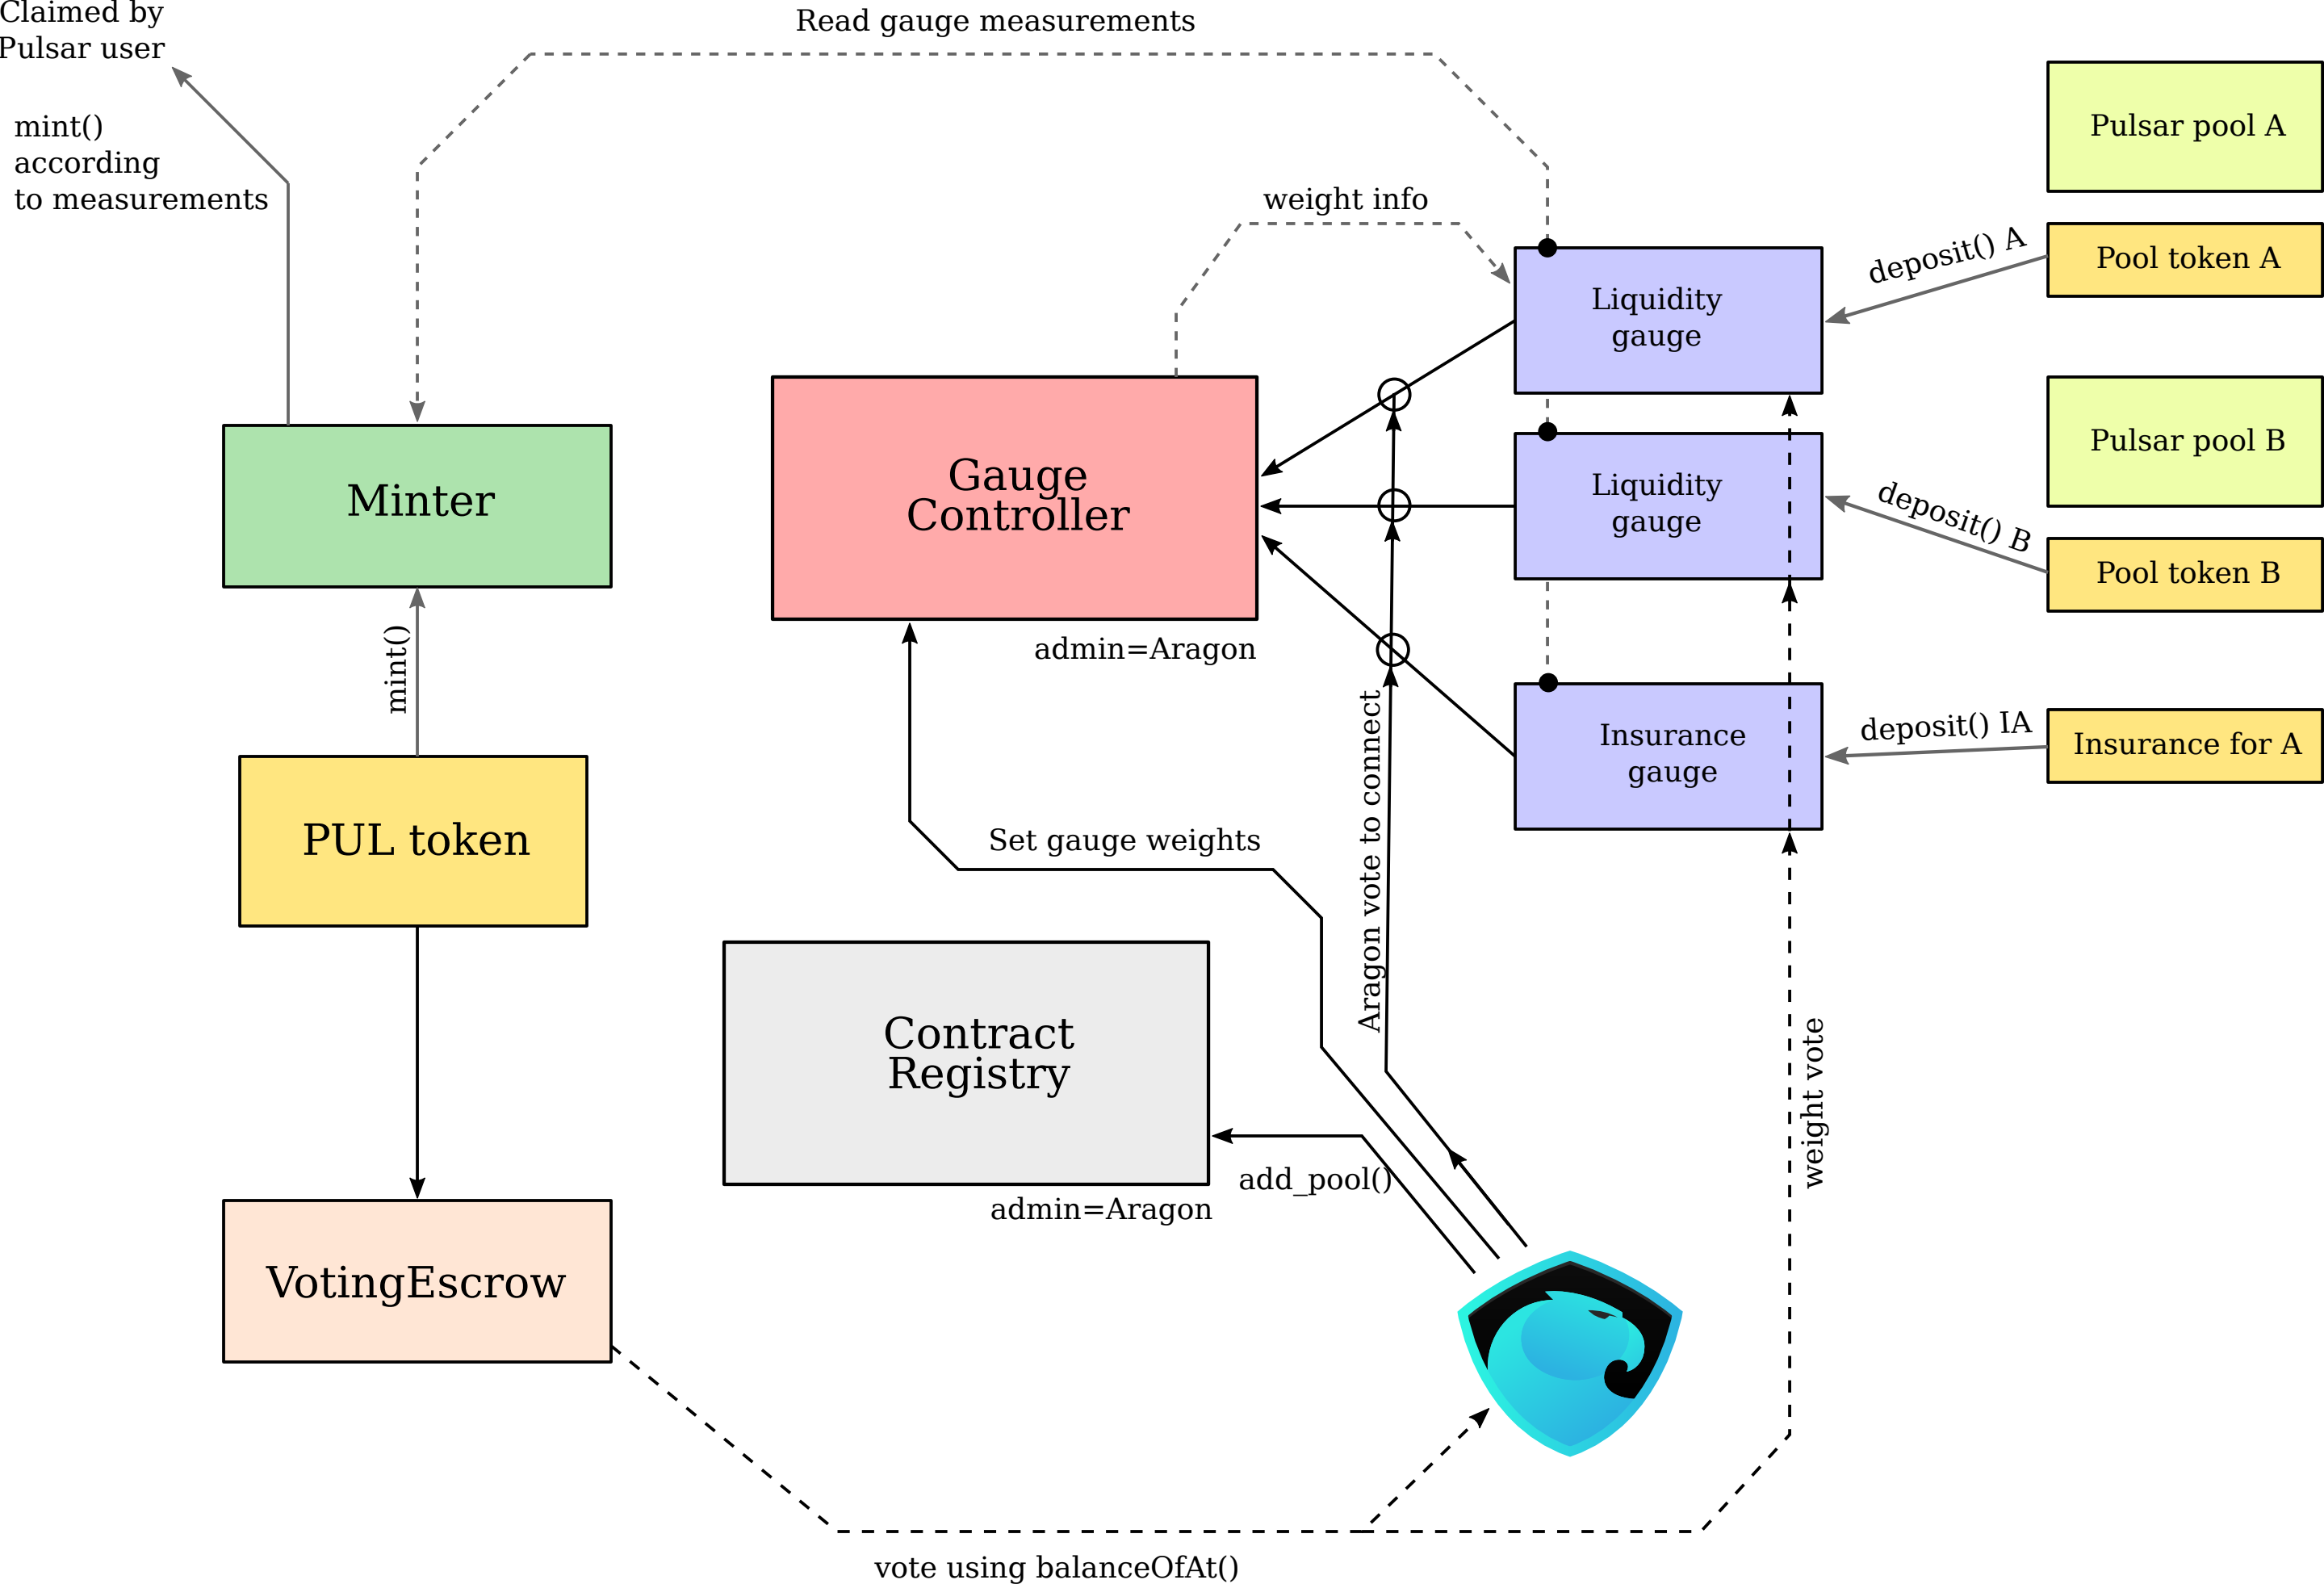 Claimed by
Pulsar user
Read gauge measurements
mint()
according
to measurements
weight info
Pulsar pool A
deposit() A
Pool token A
Liquidity
gauge
Pulsar pool B
deposit() B
Pool token B
Liquidity
gauge
Minter
Gauge
Controller
admin=Aragon
mint()
Insurance
gauge
deposit() IA
Insurance for A
PUL token
Set gauge weights
Aragon vote to connect
Contract
Registry
admin=Aragon
add_pool()
weight vote
VotingEscrow
vote using balanceOfAt()